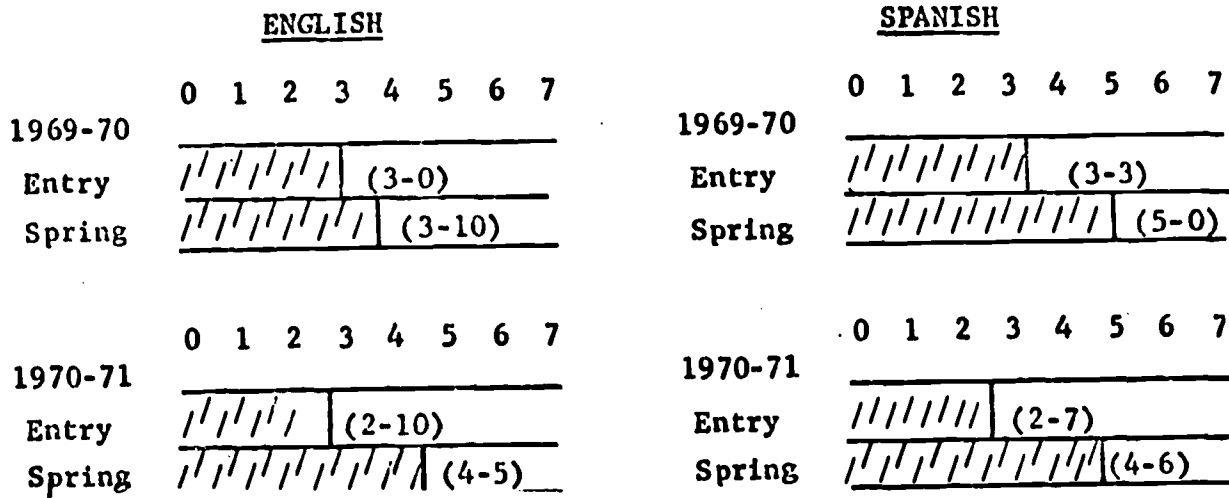 ENGLISH
0 1 2 3 4 5 6 7
1969-70
Entry (3-0)
Spring (3-10)
0 1 2 3 4 5 6 7
1970-71
Entry (2-10)
Spring (4-5)
SPANISH
0 1 2 3 4 5 6 7
1969-70
Entry (3-3)
Spring (5-0)
0 1 2 3 4 5 6 7
1970-71
Entry (2-7)
Spring (4-6)